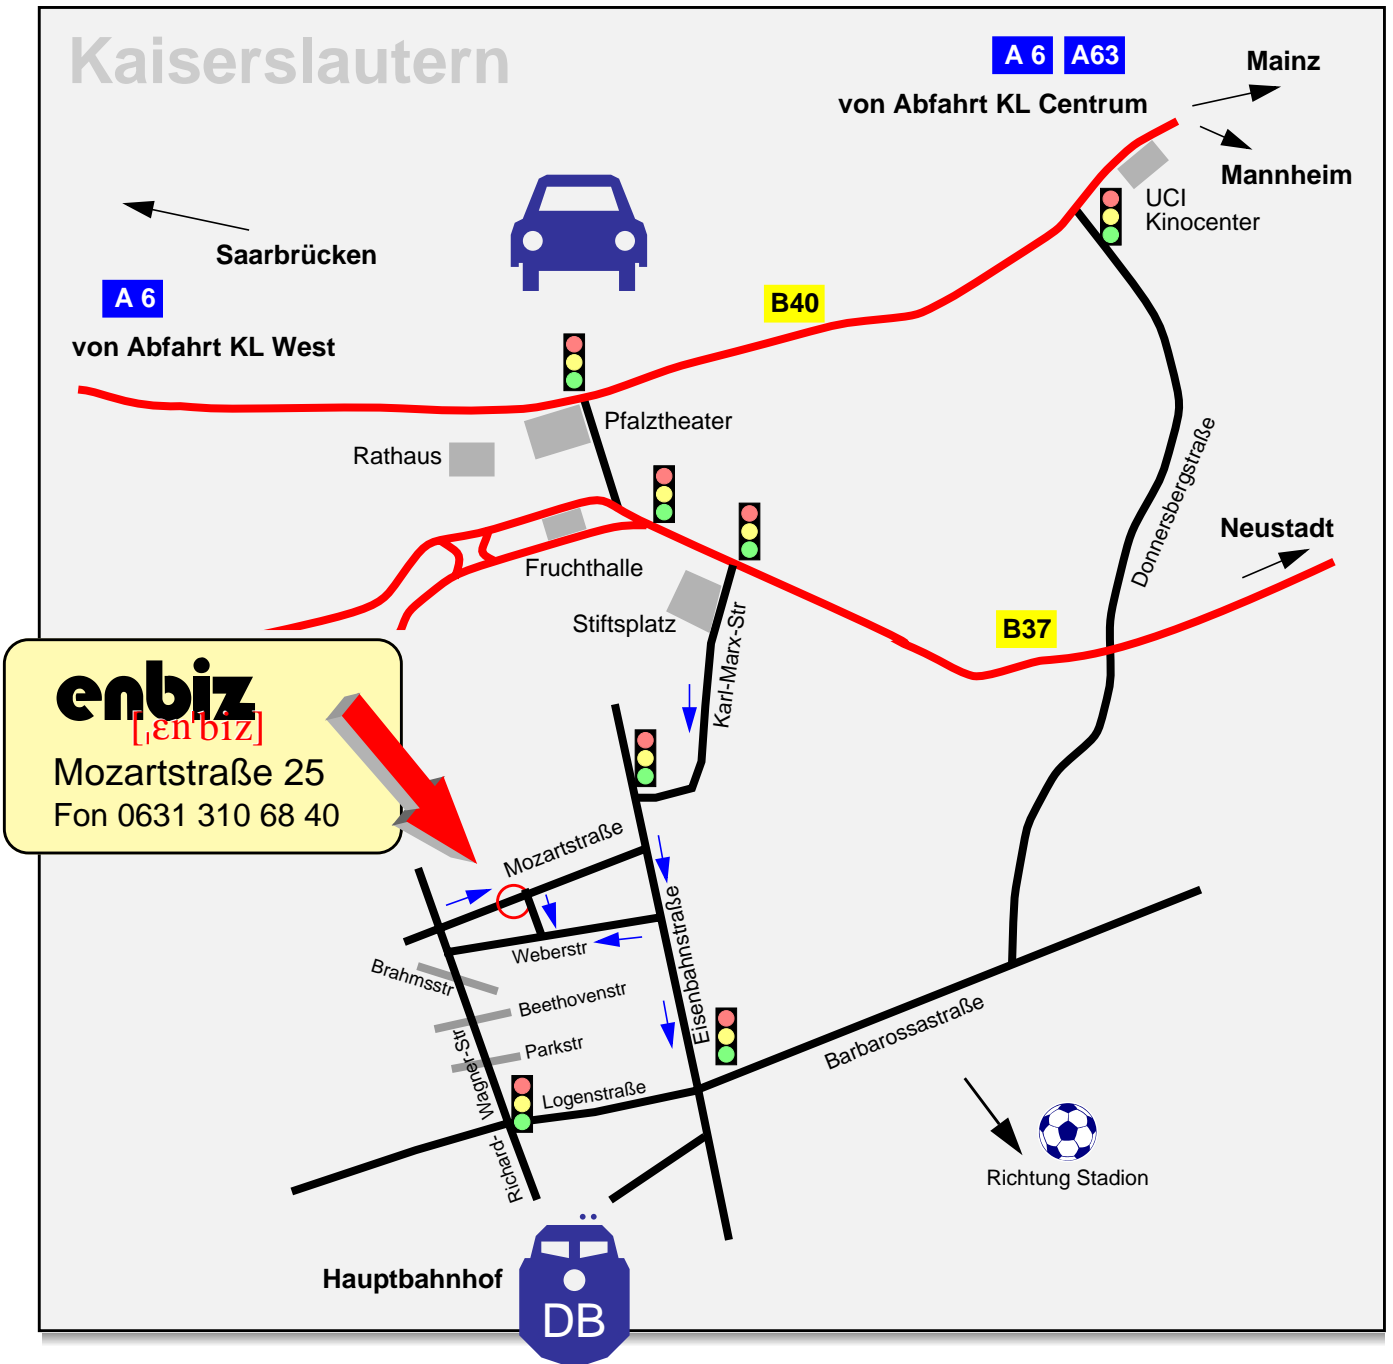 Kaiserslautern
A 6
A63
Mainz
von Abfahrt KL Centrum
Mannheim
UCI
Kinocenter
Saarbrücken
A 6
von Abfahrt KL West
B40
Pfalztheater
Rathaus
Donnersbergstraße
Neustadt
Fruchthalle
Stiftsplatz
Karl-Marx-Str
B37
enbiz
[ˌɛn'biz]
Mozartstraße 25
Fon 0631 310 68 40
Mozartstraße
Eisenbahnstraße
Weberstr
Brahmsstr
Beethovenstr
Parkstr
Richard- Wagner-Str
Logenstraße
Barbarossastraße
Richtung Stadion
Hauptbahnhof
DB